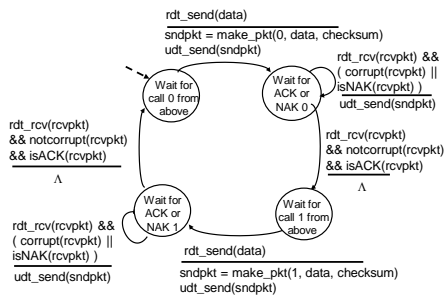 rdt_send(data)
sndpkt = make_pkt(0, data, checksum)
udt_send(sndpkt)
Wait for
call 0 from
above
Wait for
ACK or
NAK 0
rdt_rcv(rcvpkt) &&
( corrupt(rcvpkt) ||
isNAK(rcvpkt) )
udt_send(sndpkt)
rdt_rcv(rcvpkt)
&& notcorrupt(rcvpkt)
&& isACK(rcvpkt)
Λ
rdt_rcv(rcvpkt)
&& notcorrupt(rcvpkt)
&& isACK(rcvpkt)
Λ
Wait for
ACK or
NAK 1
Wait for
call 1 from
above
rdt_rcv(rcvpkt) &&
( corrupt(rcvpkt) ||
isNAK(rcvpkt) )
udt_send(sndpkt)
rdt_send(data)
sndpkt = make_pkt(1, data, checksum)
udt_send(sndpkt)